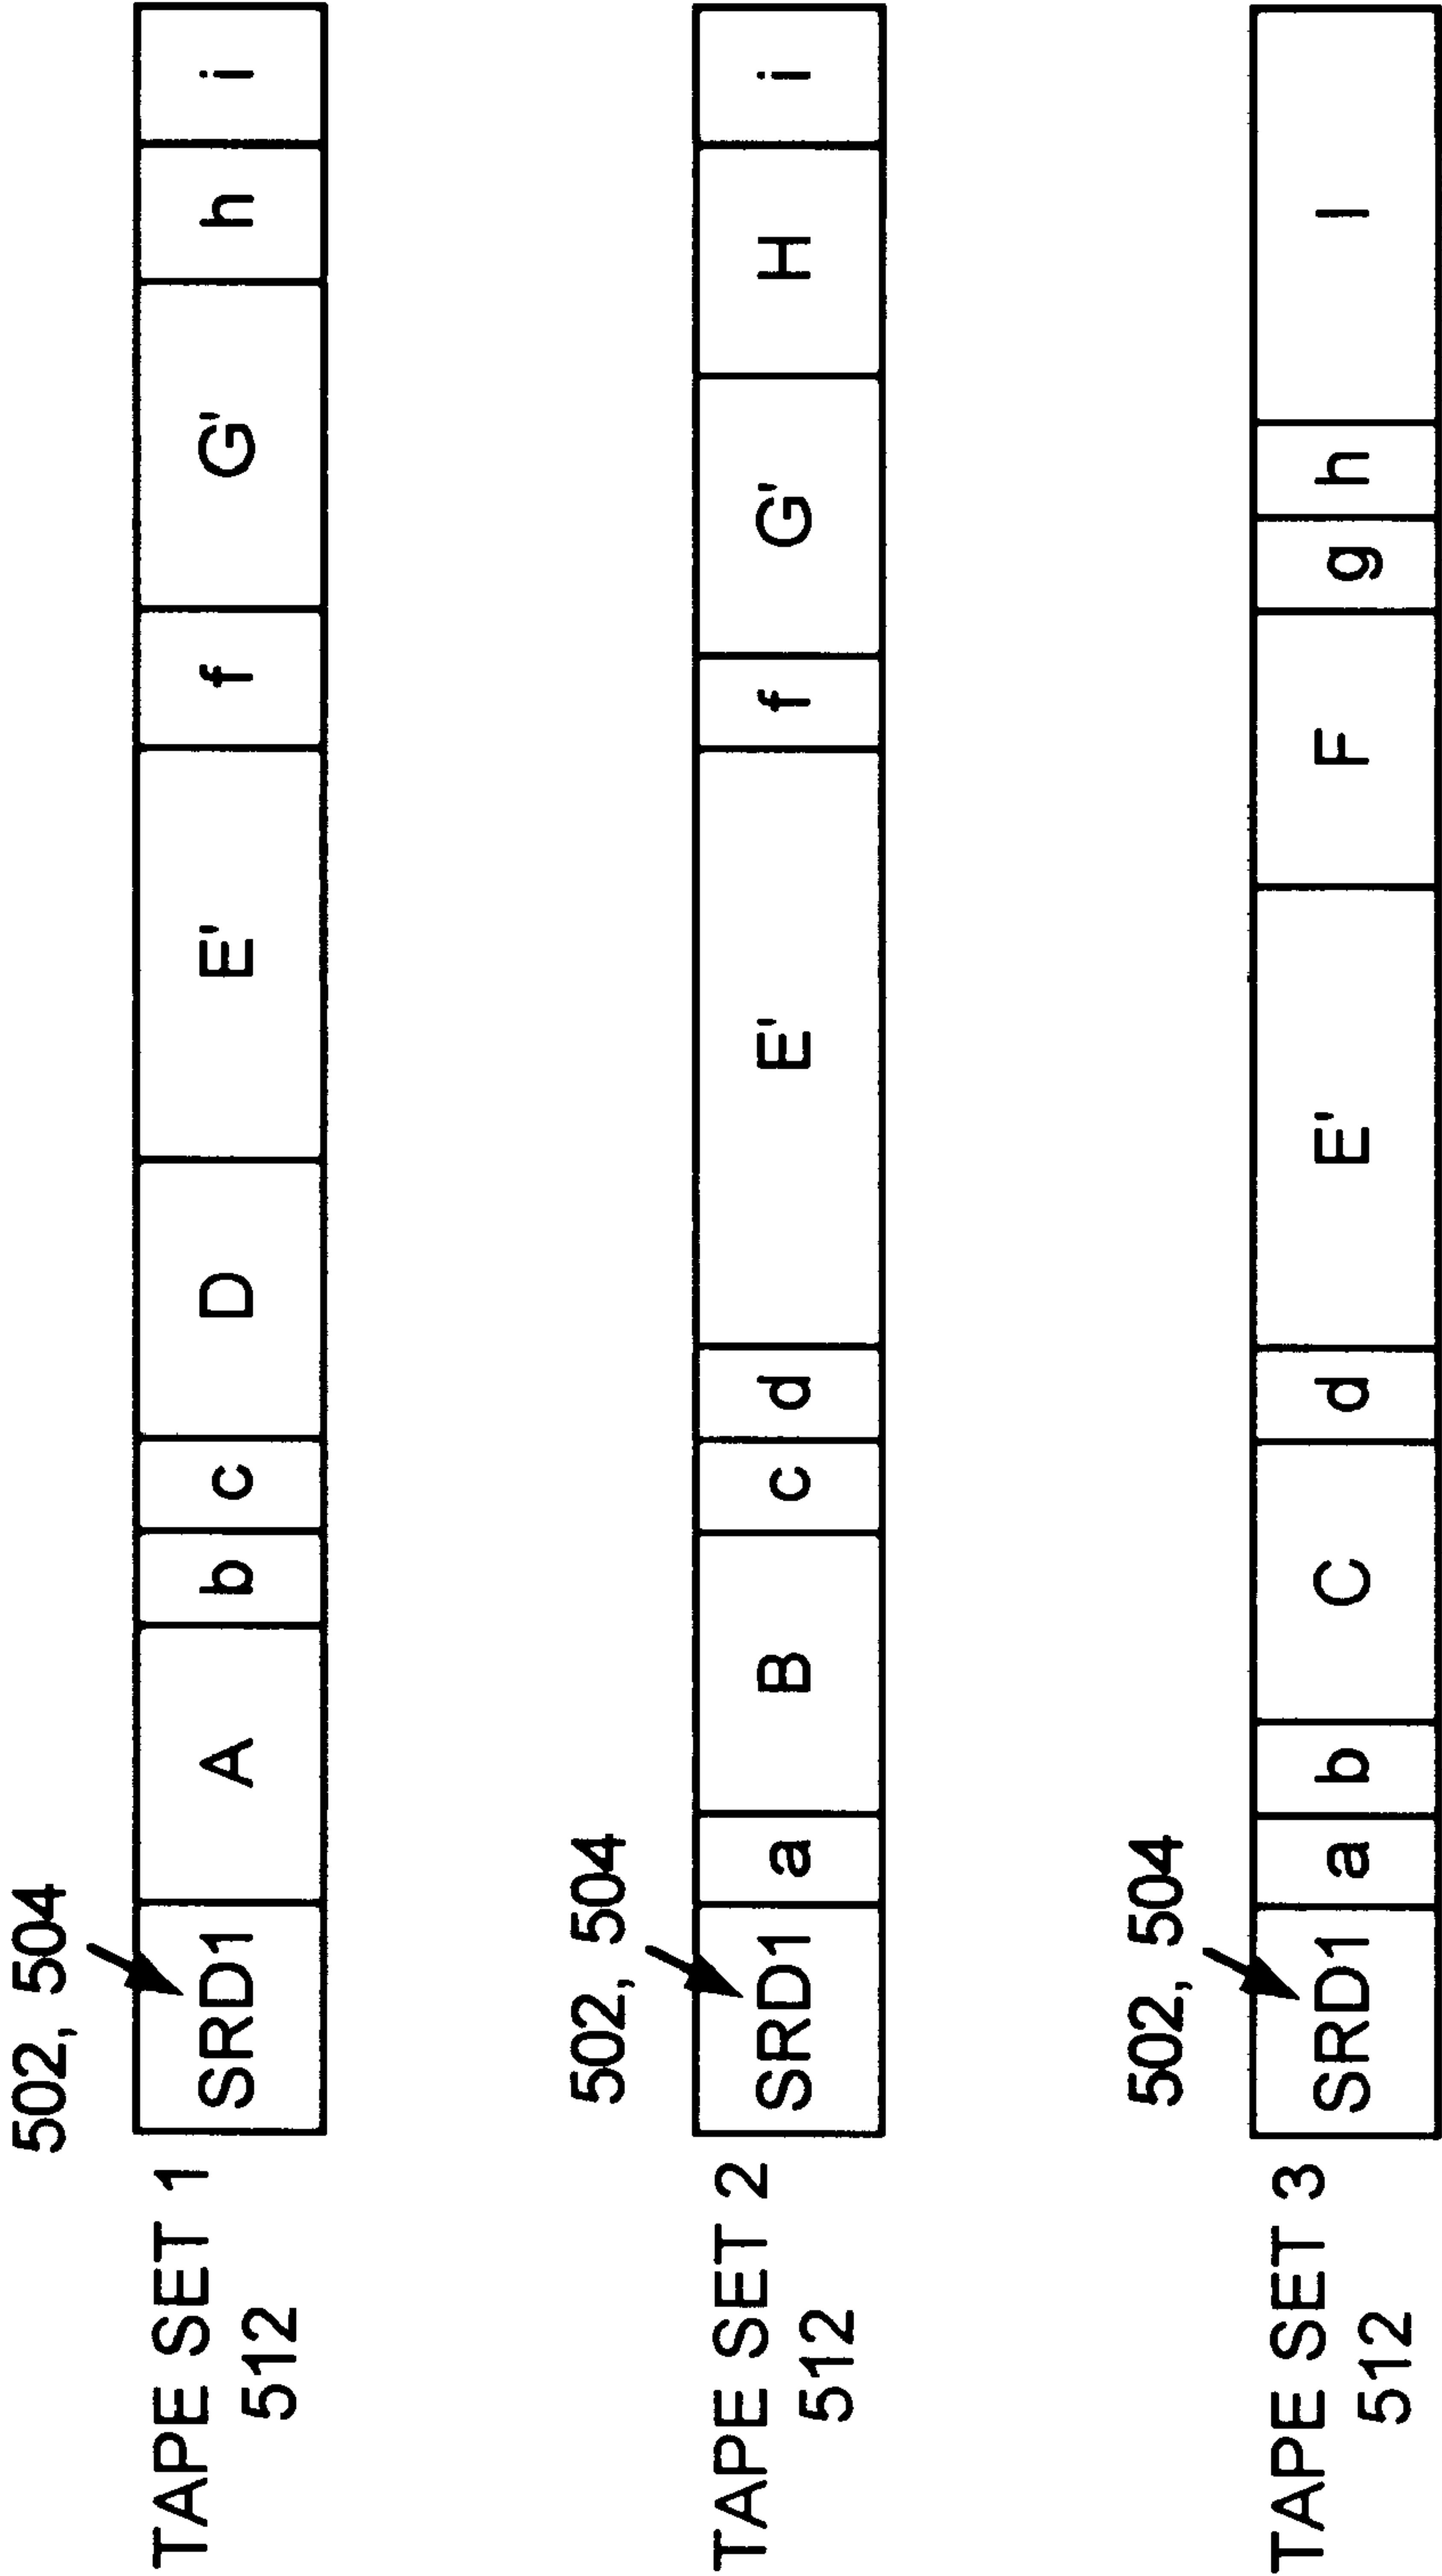 502, 504
TAPE SET 1
512
SRD1 A b c D E' f G' h i
502, 504
TAPE SET 2
512
SRD1 a B c d E' f G' H i
502, 504
TAPE SET 3
512
SRD1 a b C d E' F g h I